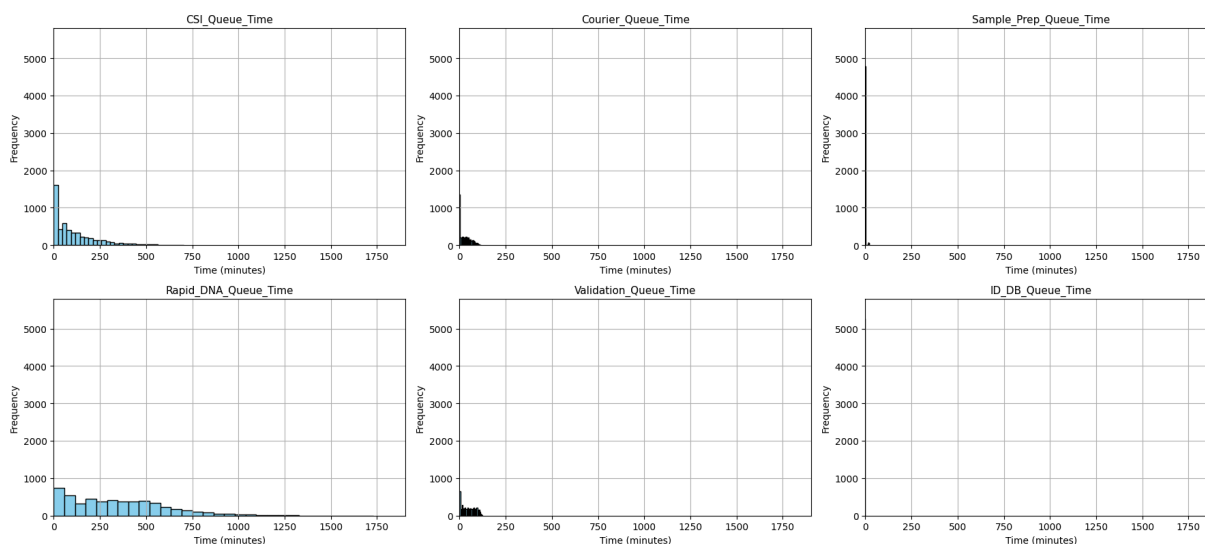 CSI_Queue_Time
Courier_Queue_Time
Sample_Prep_Queue_Time
Frequency
5000
4000
3000
2000
1000
0
0 250 500 750 1000 1250 1500 1750
Time (minutes)
Frequency
5000
4000
3000
2000
1000
0
0 250 500 750 1000 1250 1500 1750
Time (minutes)
Frequency
5000
4000
3000
2000
1000
0
0 250 500 750 1000 1250 1500 1750
Time (minutes)
Rapid_DNA_Queue_Time
Validation_Queue_Time
ID_DB_Queue_Time
Frequency
5000
4000
3000
2000
1000
0
0 250 500 750 1000 1250 1500 1750
Time (minutes)
Frequency
5000
4000
3000
2000
1000
0
0 250 500 750 1000 1250 1500 1750
Time (minutes)
Frequency
5000
4000
3000
2000
1000
0
0 250 500 750 1000 1250 1500 1750
Time (minutes)